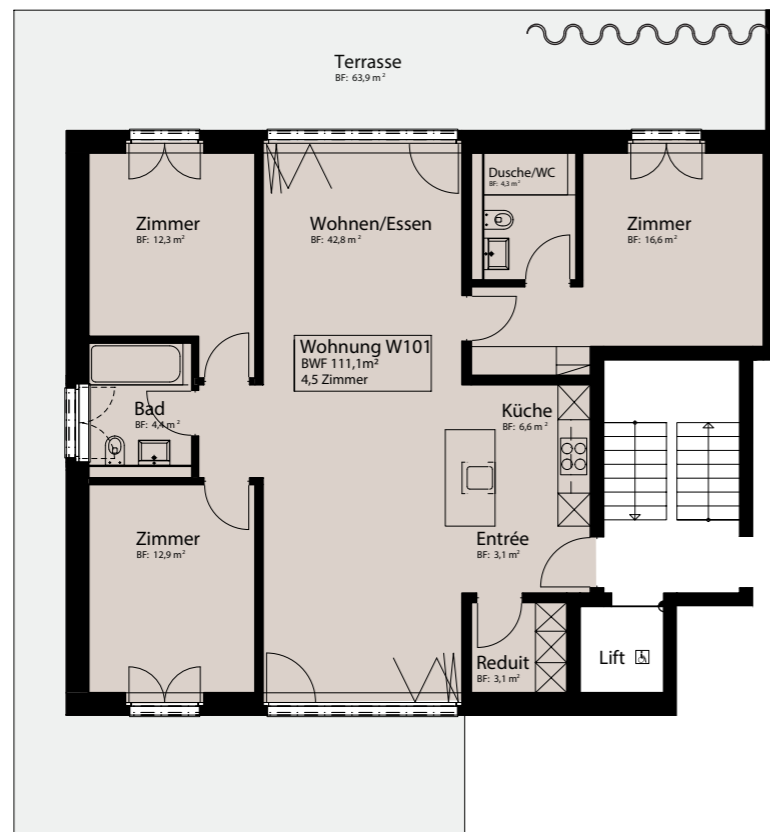 Terrasse
BF: 63,9 m²
Dusche/WC
BF: 4,3 m²
Zimmer
BF: 12,3 m²
Wohnen/Essen
BF: 42,8 m²
Zimmer
BF: 16,6 m²
Wohnung W101
BWF 111,1m²
4,5 Zimmer
Bad
BF: 4,4 m²
Küche
BF: 6,6 m²
Zimmer
BF: 12,9 m²
Entrée
BF: 3,1 m²
Reduit
BF: 3,1 m²
Lift